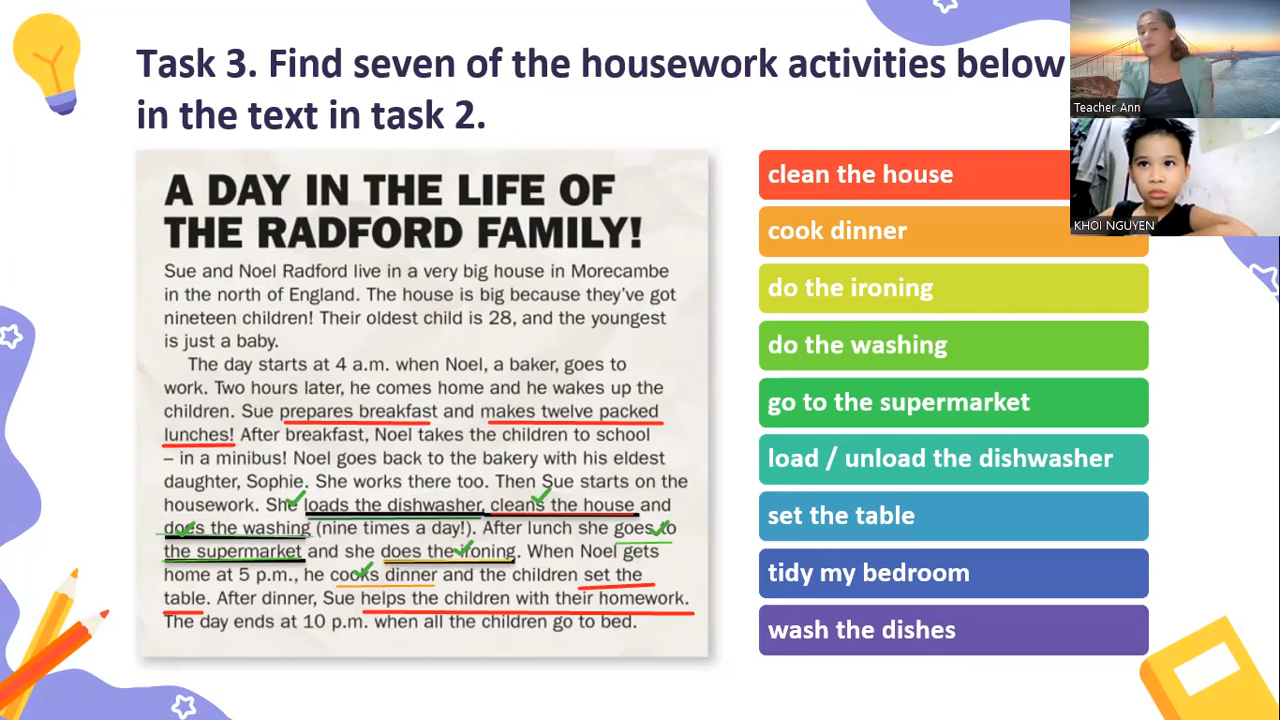 Task 3. Find seven of the housework activities below
in the text in task 2.
A DAY IN THE LIFE OF
THE RADFORD FAMILY!
Sue and Noel Radford live in a very big house in Morecambe
in the north of England. The house is big because they've got
nineteen children! Their oldest child is 28, and the youngest
is just a baby.
The day starts at 4 a.m. when Noel, a baker, goes to
work. Two hours later, he comes home and he wakes up the
children. Sue prepares breakfast and makes twelve packed
lunches! After breakfast, Noel takes the children to school
– in a minibus! Noel goes back to the bakery with his eldest
daughter, Sophie. She works there too. Then Sue starts on the
housework. She loads the dishwasher, cleans the house and
does the washing (nine times a day!). After lunch she goes to
the supermarket and she does the ironing. When Noel gets
home at 5 p.m., he cooks dinner and the children set the
table. After dinner, Sue helps the children with their homework.
The day ends at 10 p.m. when all the children go to bed.
clean the house
cook dinner
do the ironing
do the washing
go to the supermarket
load / unload the dishwasher
set the table
tidy my bedroom
wash the dishes
Teacher Ann
KHOI NGUYEN